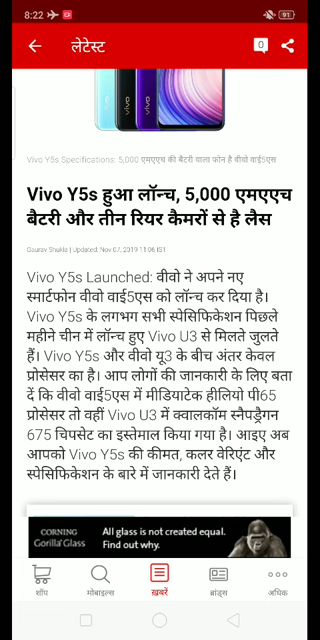 8:22
91
लेटेस्ट
0
vivo vivo vivo
Vivo Y5s Specifications: 5,000 एमएएच की बैटरी वाला फोन है वीवो वाई5एस
Vivo Y5s हुआ लॉन्च, 5,000 एमएएच
बैटरी और तीन रियर कैमरों से है लैस
Gaurav Shukla | Updated: Nov 07, 2019 11:06 IST
Vivo Y5s Launched: वीवो ने अपने नए
स्मार्टफोन वीवो वाई5एस को लॉन्च कर दिया है।
Vivo Y5s के लगभग सभी स्पेसिफिकेशन पिछले
महीने चीन में लॉन्च हुए Vivo U3 से मिलते जुलते
हैं। Vivo Y5s और वीवो यू3 के बीच अंतर केवल
प्रोसेसर का है। आप लोगों की जानकारी के लिए बता
दें कि वीवो वाई5एस में मीडियाटेक हीलियो पी65
प्रोसेसर तो वहीं Vivo U3 में क्वालकॉम स्नैपड्रैगन
675 चिपसेट का इस्तेमाल किया गया है। आइए अब
आपको Vivo Y5s की कीमत, कलर वेरिएंट और
स्पेसिफिकेशन के बारे में जानकारी देते हैं।
CORNING All glass is not created equal.
Gorilla Glass Find out why.
शॉप मोबाइल्स ख़बरें ब्रांड्स अधिक